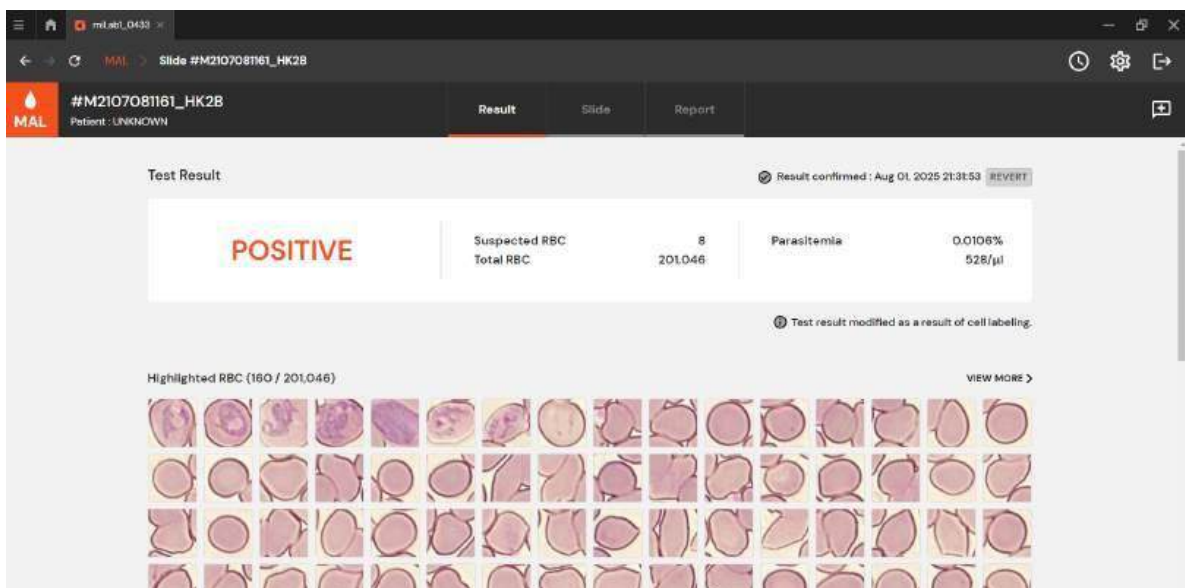 milab1_0433
MAL > Slide #M2107081161_HK2B
MAL
#M2107081161_HK2B
Patient : UNKNOWN
Result
Slide
Report
Test Result
Result confirmed : Aug 01, 2025 21:31:53 REVERT
POSITIVE
Suspected RBC 8
Total RBC 201,046
Parasitemia 0.0106%
528/µl
Test result modified as a result of cell labeling.
Highlighted RBC (160 / 201,046)
VIEW MORE >